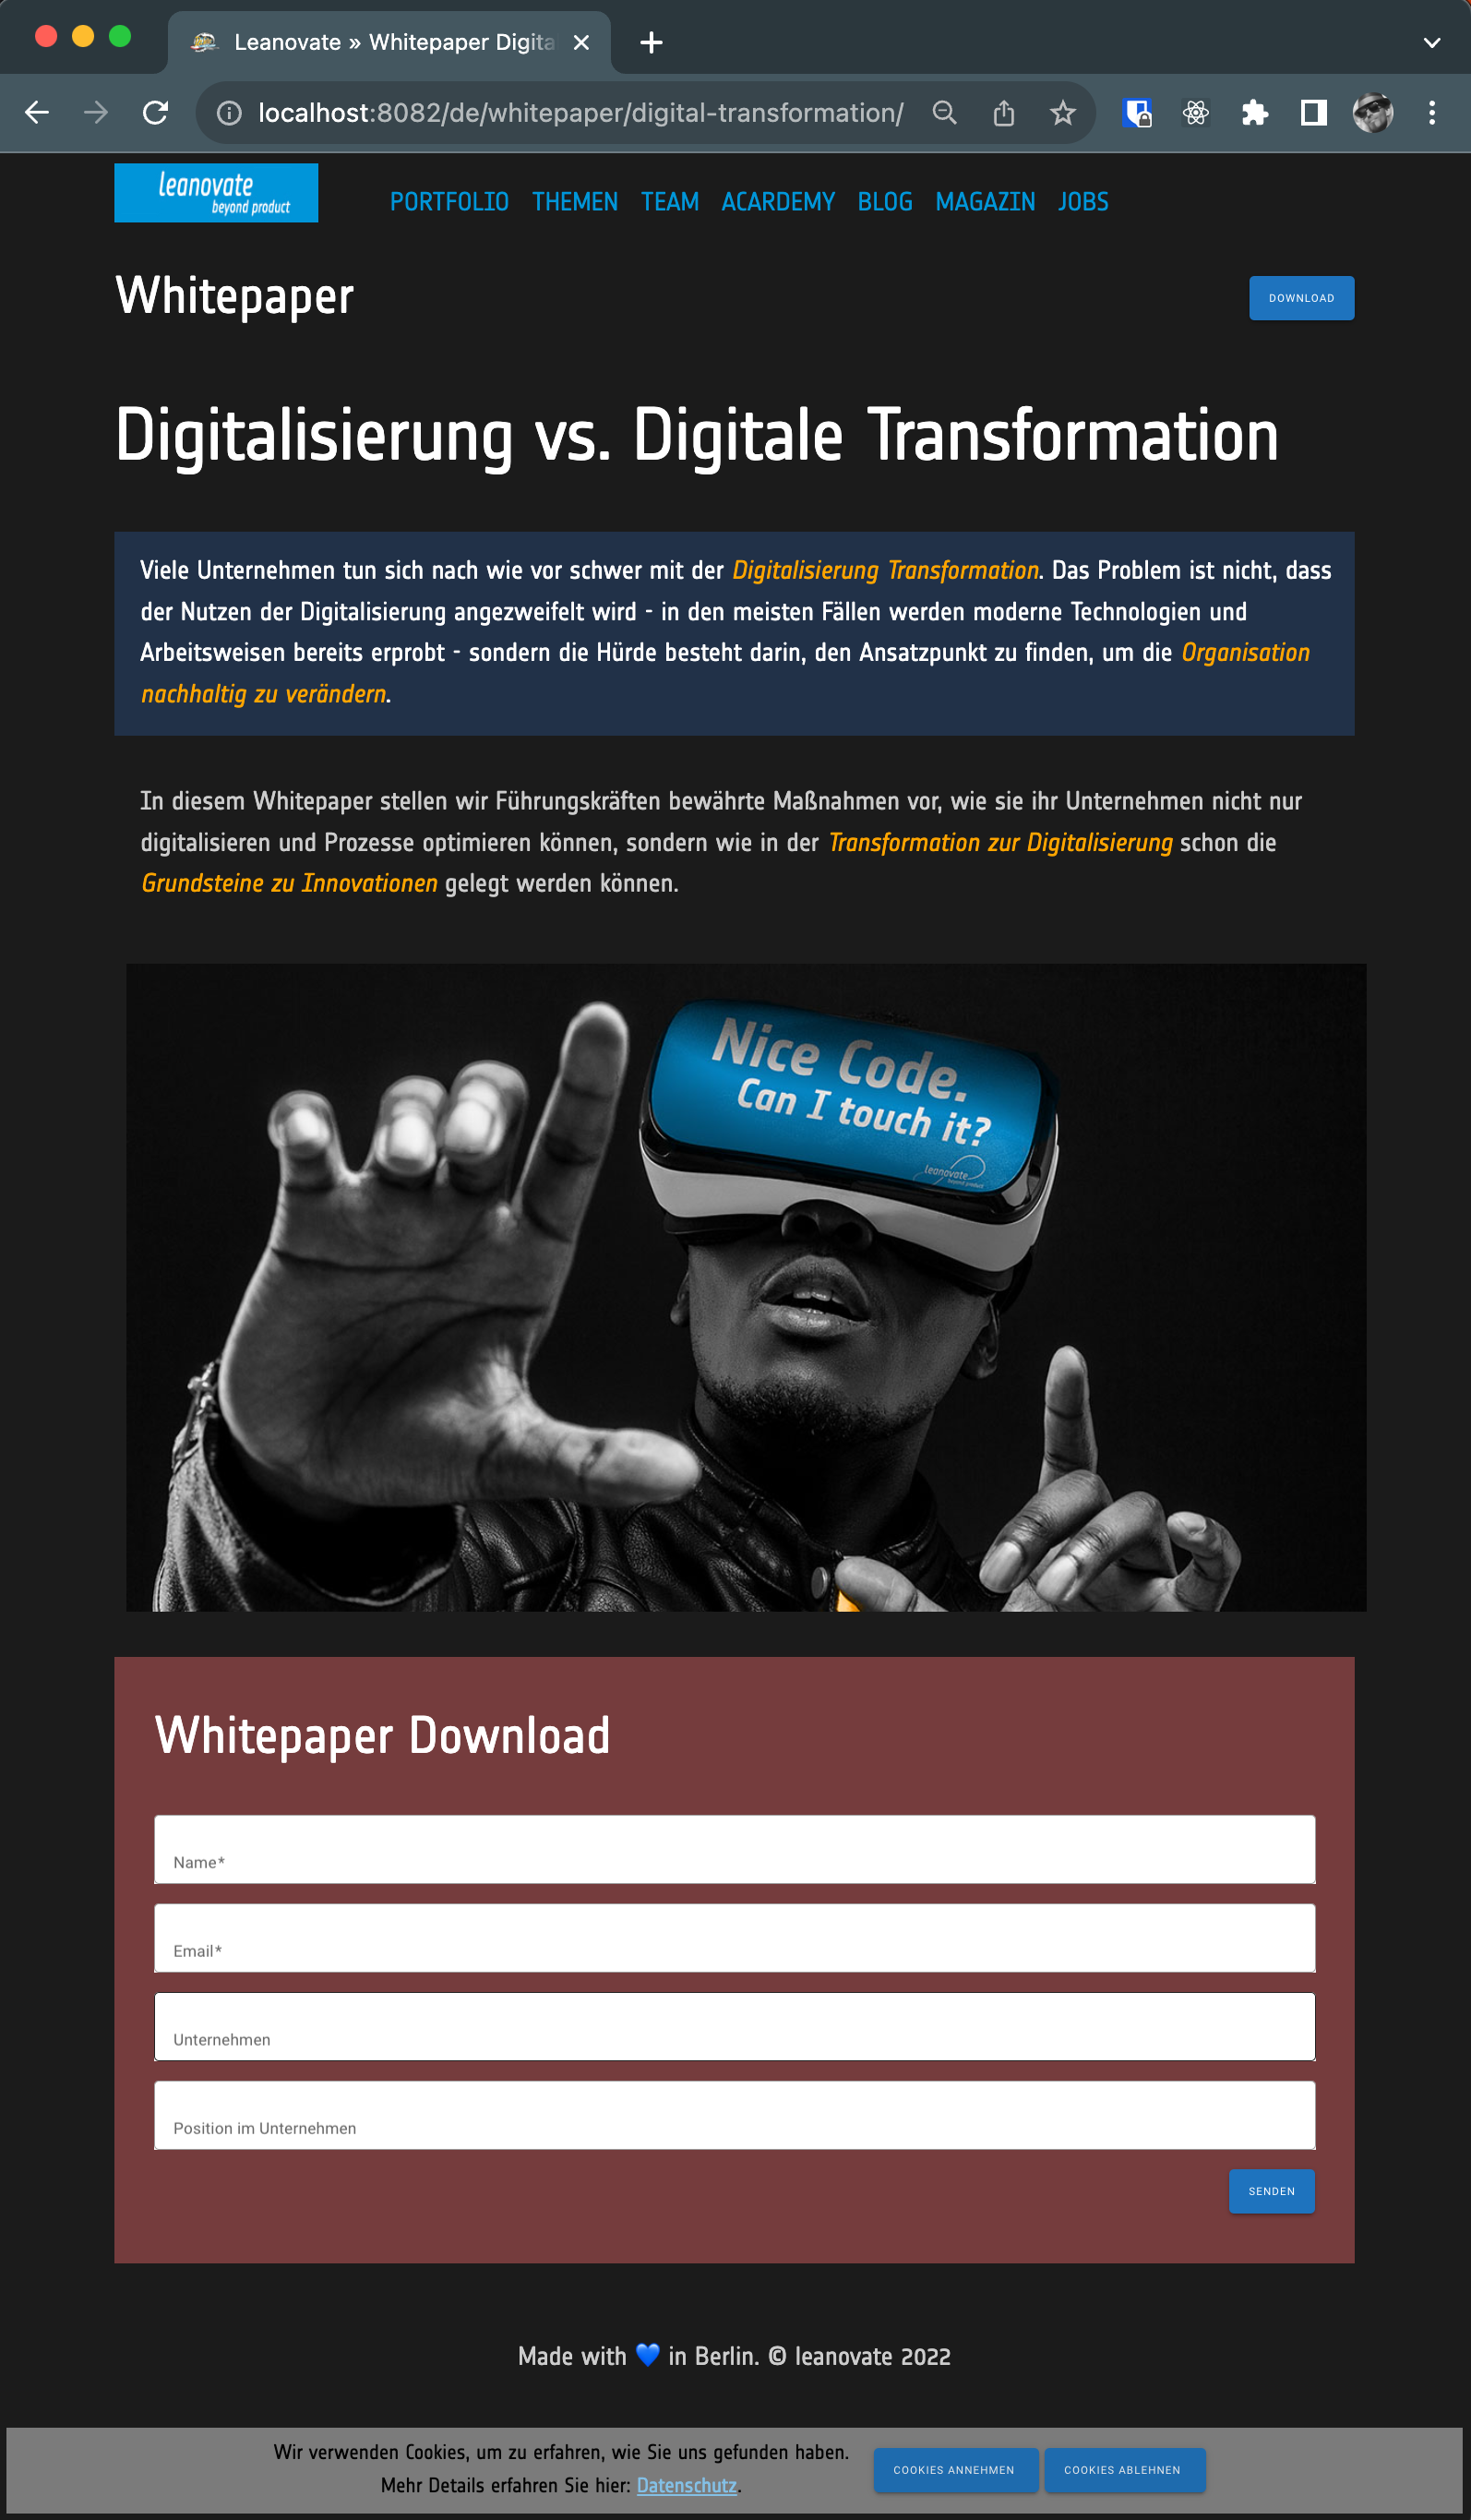 Leanovate » Whitepaper Digita
localhost:8082/de/whitepaper/digital-transformation/
leanovate
beyond product
PORTFOLIO THEMEN TEAM ACARDEMY BLOG MAGAZIN JOBS
Whitepaper
DOWNLOAD
Digitalisierung vs. Digitale Transformation
Viele Unternehmen tun sich nach wie vor schwer mit der Digitalisierung Transformation. Das Problem ist nicht, dass
der Nutzen der Digitalisierung angezweifelt wird - in den meisten Fällen werden moderne Technologien und
Arbeitsweisen bereits erprobt - sondern die Hürde besteht darin, den Ansatzpunkt zu finden, um die Organisation
nachhaltig zu verändern.
In diesem Whitepaper stellen wir Führungskräften bewährte Maßnahmen vor, wie sie ihr Unternehmen nicht nur
digitalisieren und Prozesse optimieren können, sondern wie in der Transformation zur Digitalisierung schon die
Grundsteine zu Innovationen gelegt werden können.
Nice Code.
Can I touch it?
leanovate
beyond product
Whitepaper Download
Name*
Email*
Unternehmen
Position im Unternehmen
SENDEN
Made with 💙 in Berlin. © leanovate 2022
Wir verwenden Cookies, um zu erfahren, wie Sie uns gefunden haben.
Mehr Details erfahren Sie hier: Datenschutz.
COOKIES ANNEHMEN COOKIES ABLEHNEN